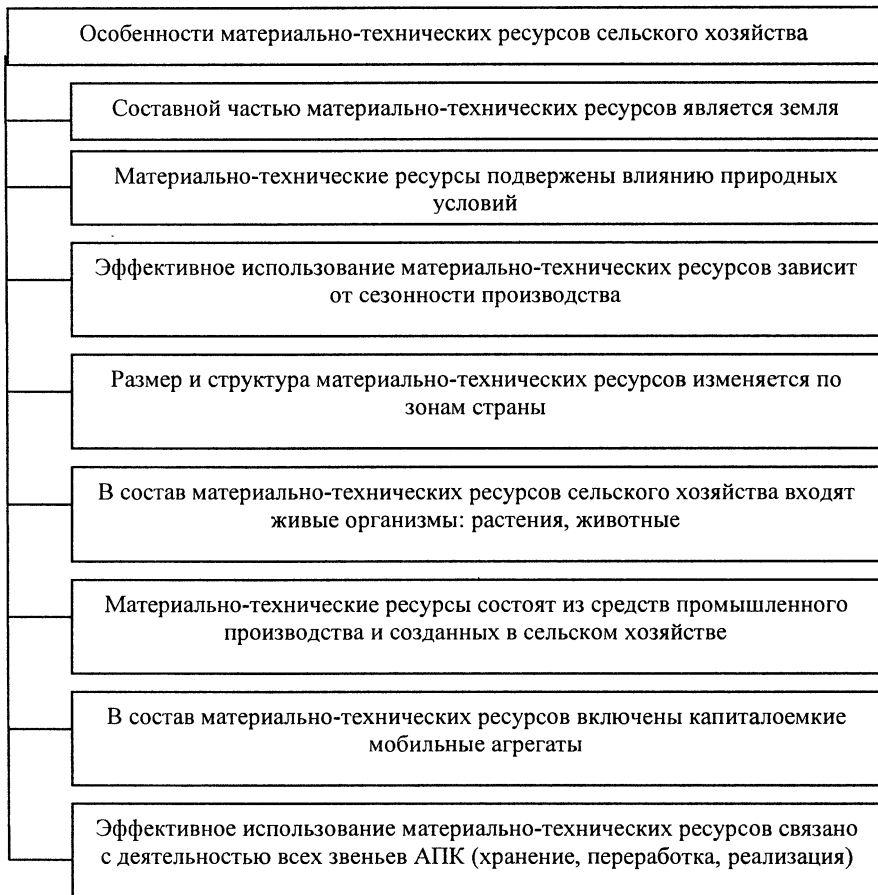 Особенности материально-технических ресурсов сельского хозяйства
Составной частью материально-технических ресурсов является земля
Материально-технические ресурсы подвержены влиянию природных
условий
Эффективное использование материально-технических ресурсов зависит
от сезонности производства
Размер и структура материально-технических ресурсов изменяется по
зонам страны
В состав материально-технических ресурсов сельского хозяйства входят
живые организмы: растения, животные
Материально-технические ресурсы состоят из средств промышленного
производства и созданных в сельском хозяйстве
В состав материально-технических ресурсов включены капиталоемкие
мобильные агрегаты
Эффективное использование материально-технических ресурсов связано
с деятельностью всех звеньев АПК (хранение, переработка, реализация)